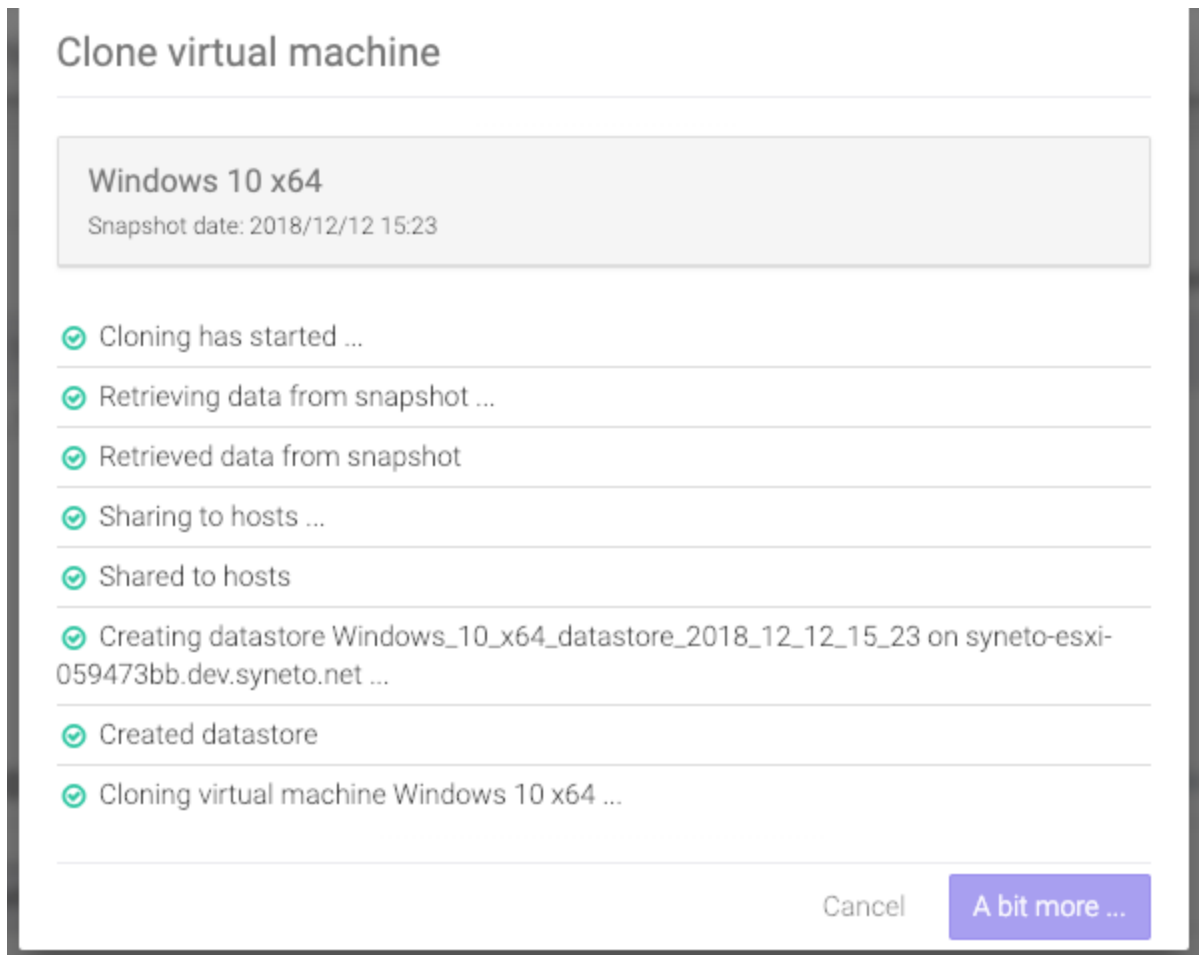 Clone virtual machine
Windows 10 x64
Snapshot date: 2018/12/12 15:23
Cloning has started ...
Retrieving data from snapshot ...
Retrieved data from snapshot
Sharing to hosts ...
Shared to hosts
Creating datastore Windows_10_x64_datastore_2018_12_12_15_23 on syneto-esxi-
059473bb.dev.syneto.net ...
Created datastore
Cloning virtual machine Windows 10 x64 ...
Cancel
A bit more ...